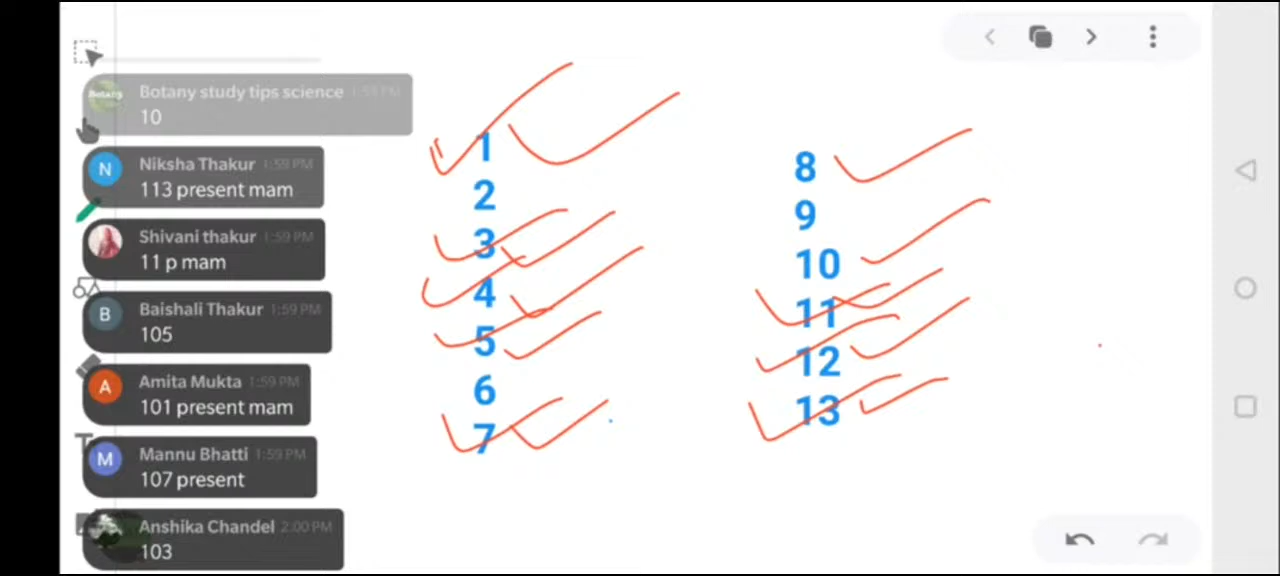 Botany study tips science 1:59 PM
10
N Niksha Thakur 1:59 PM
113 present mam
Shivani thakur 1:59 PM
11 p mam
B Baishali Thakur 1:59 PM
105
A Amita Mukta 1:59 PM
101 present mam
M Mannu Bhatti 1:59 PM
107 present
Anshika Chandel 2:00 PM
103
1
2
3
4
5
6
7
8
9
10
11
12
13